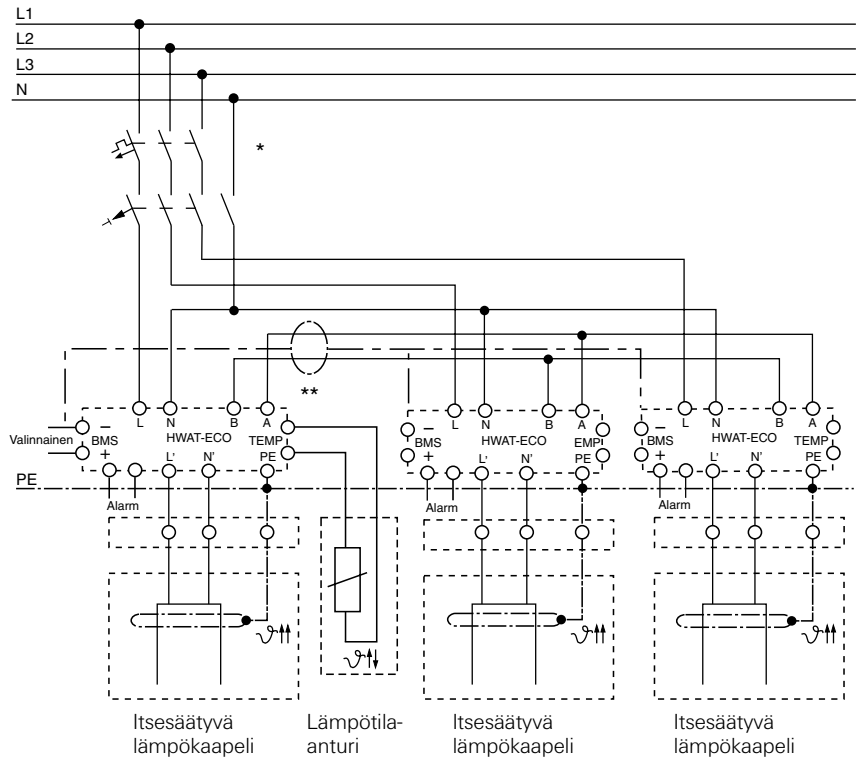 L1
L2
L3
N
*
**
L N B A
L N B A
L N B A
Valinnainen
− BMS + HWAT-ECO TEMP
− BMS + HWAT-ECO EMP
− BMS + HWAT-ECO TEMP
L' N' PE
L' N' PE
L' N' PE
PE
Alarm
Alarm
Alarm
Itsesäätyvä
lämpökaapeli
Lämpötila-
anturi
Itsesäätyvä
lämpökaapeli
Itsesäätyvä
lämpökaapeli